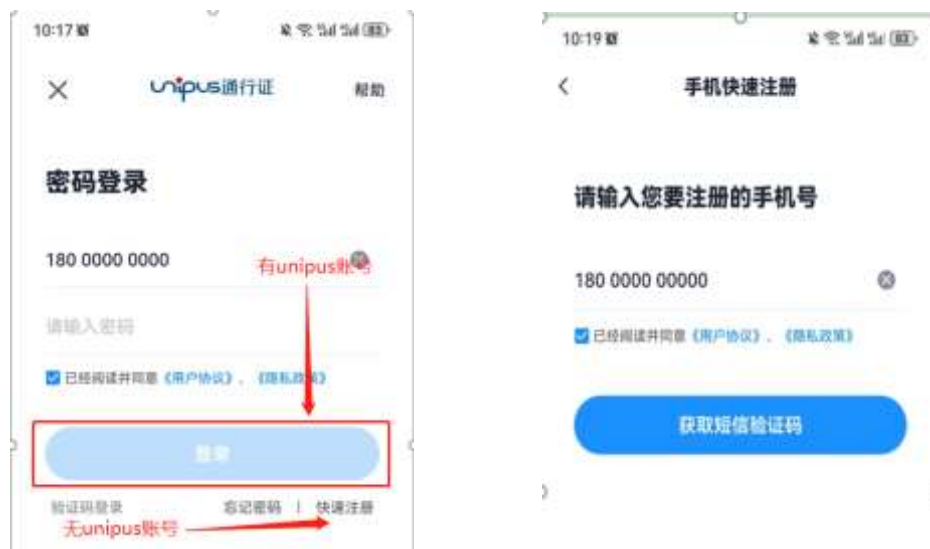 10:17
unipus通行证
帮助
密码登录
180 0000 0000
有unipus账号
请输入密码
已经阅读并同意《用户协议》、《隐私政策》
登录
验证码登录
忘记密码 | 快速注册
无unipus账号
10:19
手机快速注册
请输入您要注册的手机号
180 0000 00000
已经阅读并同意《用户协议》、《隐私政策》
获取短信验证码